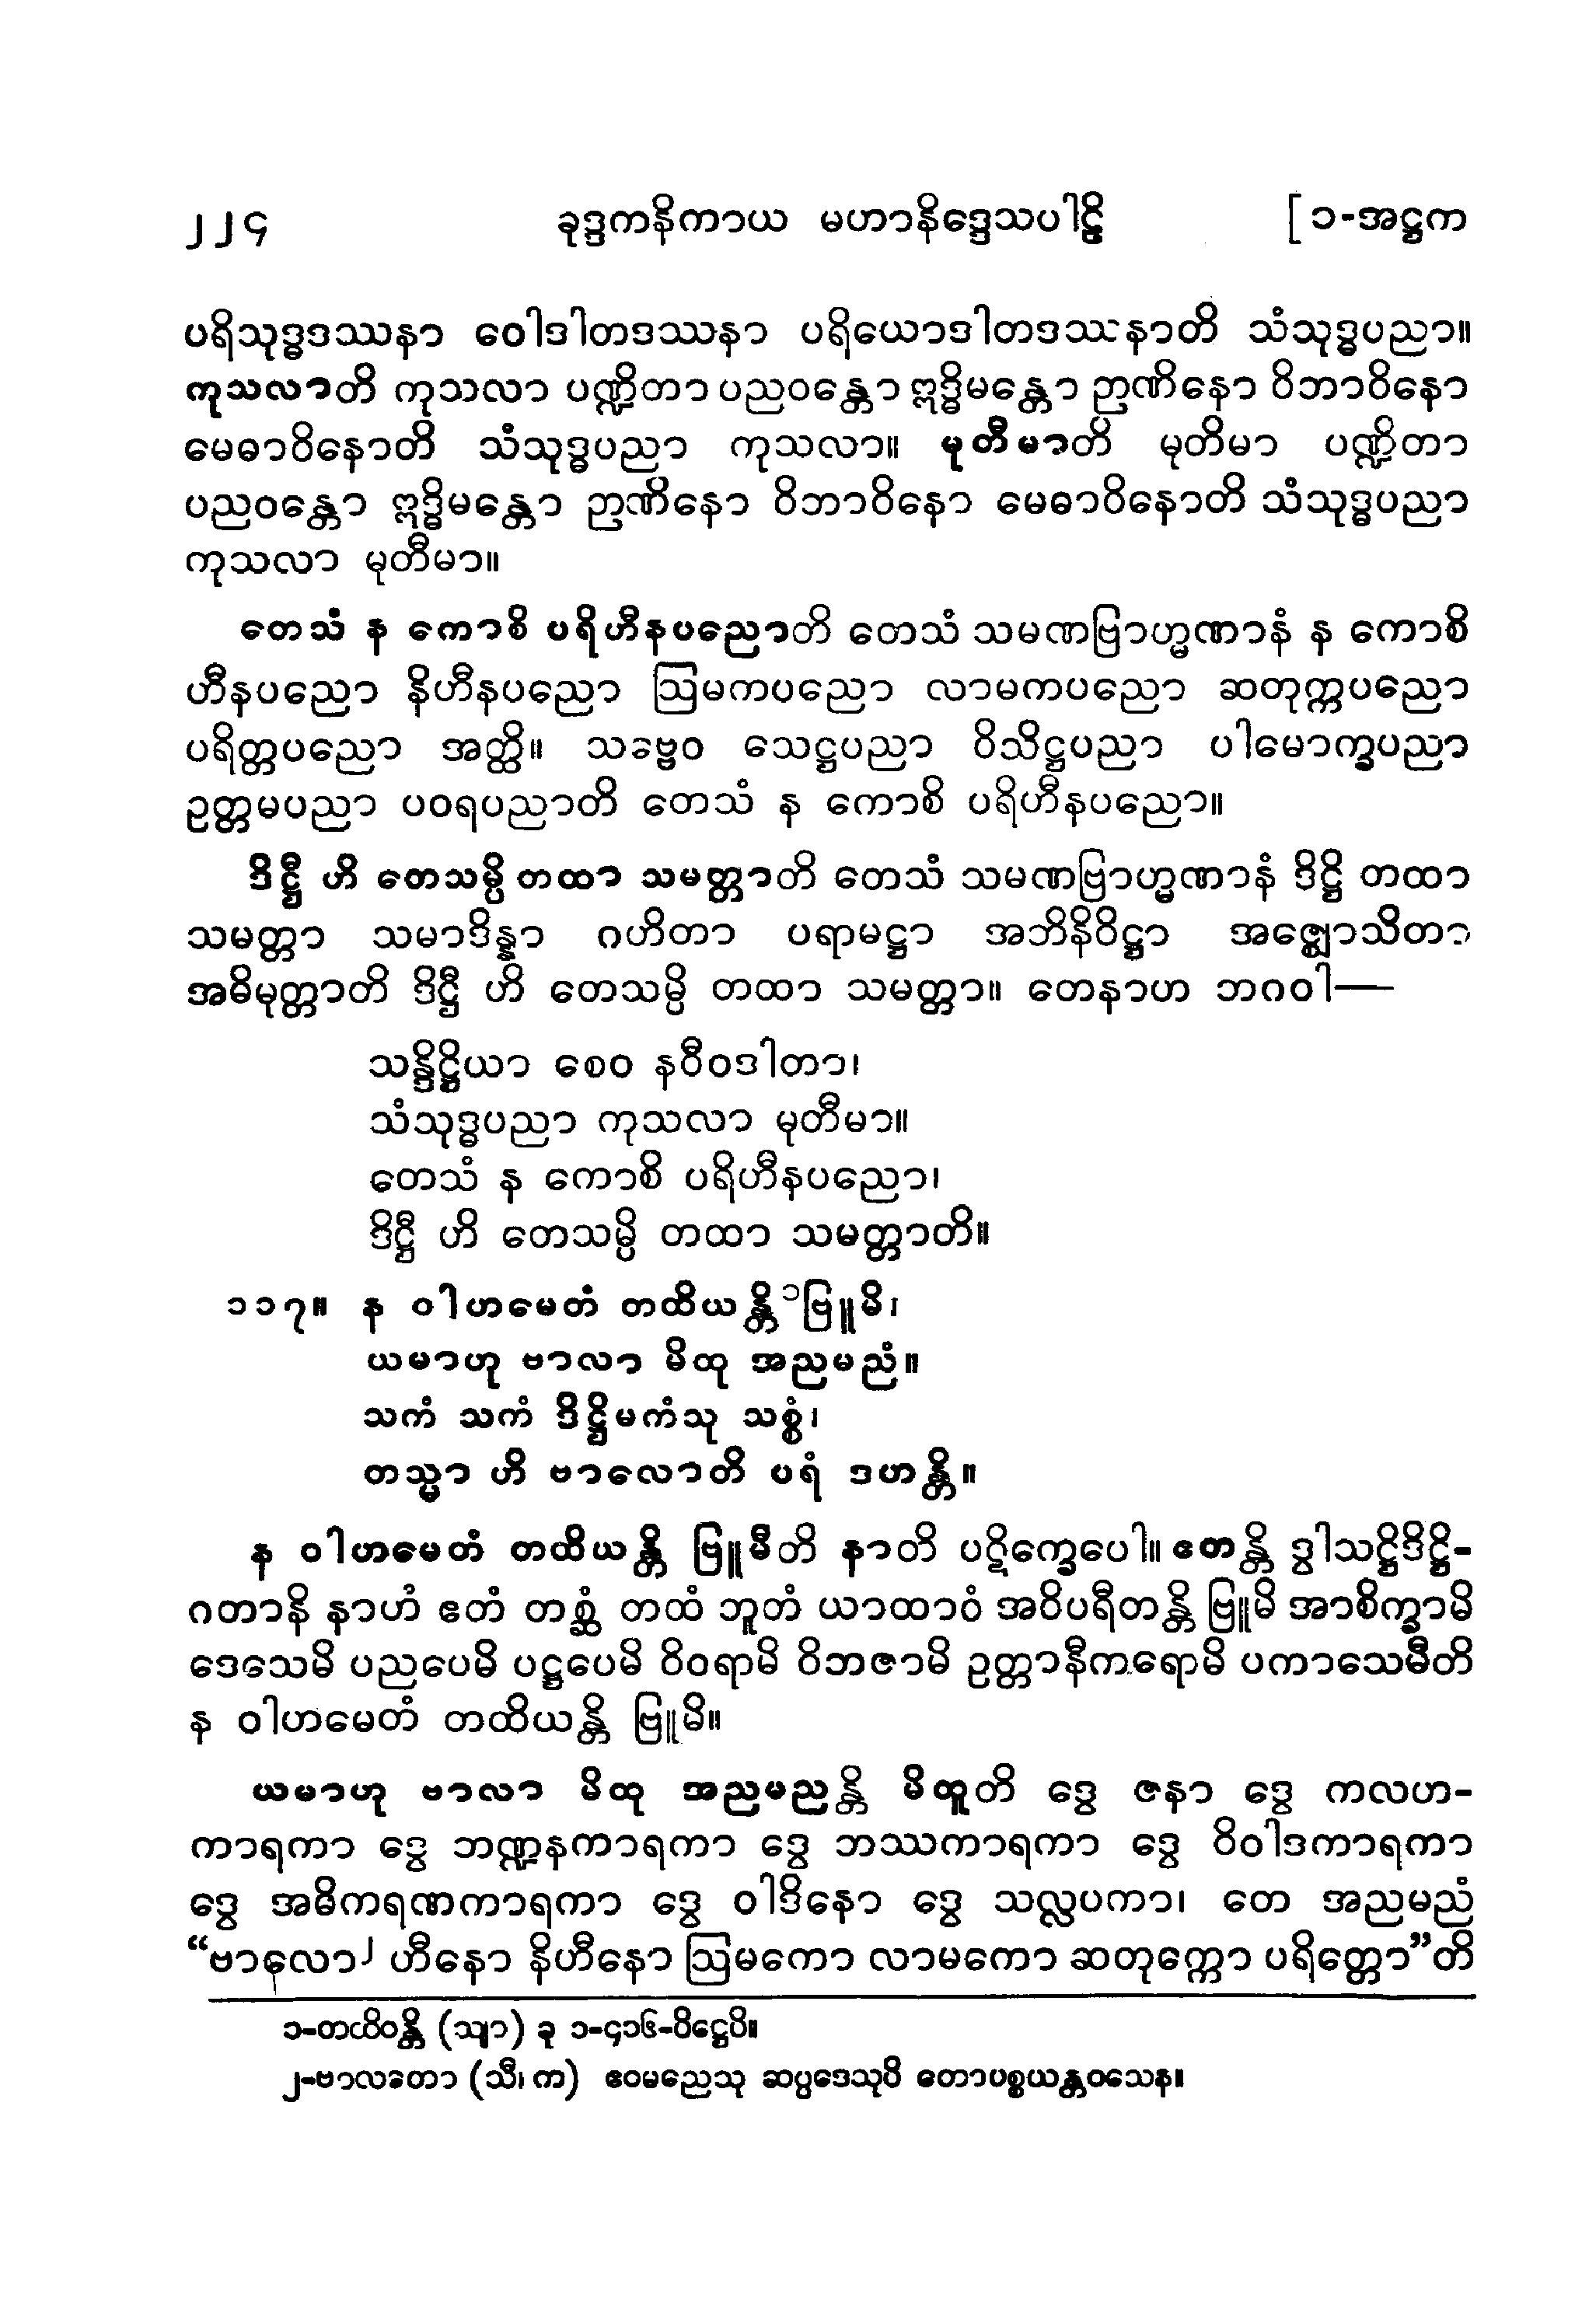 ၂၂၄ ခုဒ္ဒကနိကာယ မဟာနိဒ္ဒေသပါဠိ [ ၁-အဋ္ဌက
ပရိသုဒ္ဓဒဿနာ ဝေါဒါတဒဿနာ ပရိယောဒါတဒဿနာတိ သံသုဒ္ဓပညာ။
ကုသလာတိ ကုသလာ ပဏ္ဍိတာ ပညဝန္တော ဣဒ္ဓိမန္တော ဉာဏိနော ဝိဘာဝိနော
မေဓာဝိနောတိ သံသုဒ္ဓပညာ ကုသလာ။ မုတီမာတိ မုတိမာ ပဏ္ဍိတာ
ပညဝန္တော ဣဒ္ဓိမန္တော ဉာဏိနော ဝိဘာဝိနော မေဓာဝိနောတိ သံသုဒ္ဓပညာ
ကုသလာ မုတီမာ။
တေသံ န ကောစိ ပရိဟီနပညောတိ တေသံ သမဏဗြာဟ္မဏာနံ န ကောစိ
ဟီနပညော နိဟီနပညော ဩမကပညော လာမကပညော ဆတုက္ကပညော
ပရိတ္တပညော အတ္ထိ။ သဗ္ဗေဝ သေဋ္ဌပညာ ဝိသိဋ္ဌပညာ ပါမောက္ခပညာ
ဥတ္တမပညာ ပဝရပညာတိ တေသံ န ကောစိ ပရိဟီနပညော။
ဒိဋ္ဌီ ဟိ တေသမ္ပိ တထာ သမတ္တာတိ တေသံ သမဏဗြာဟ္မဏာနံ ဒိဋ္ဌိ တထာ
သမတ္တာ သမာဒိန္နာ ဂဟိတာ ပရာမဋ္ဌာ အဘိနိဝိဋ္ဌာ အဇ္ဈောသိတာ
အဓိမုတ္တာတိ ဒိဋ္ဌီ ဟိ တေသမ္ပိ တထာ သမတ္တာ။ တေနာဟ ဘဂဝါ—
သန္ဒိဋ္ဌိယာ စေဝ နဝီဝဒါတာ၊
သံသုဒ္ဓပညာ ကုသလာ မုတီမာ။
တေသံ န ကောစိ ပရိဟီနပညော၊
ဒိဋ္ဌီ ဟိ တေသမ္ပိ တထာ သမတ္တာတိ။
၁၁၇။ န ဝါဟမေတံ တထိယန္တိ ၁ ဗြူမိ၊
ယမာဟု ဗာလာ မိထု အညမညံ။
သကံ သကံ ဒိဋ္ဌိမကံသု သစ္စံ၊
တသ္မာ ဟိ ဗာလောတိ ပရံ ဒဟန္တိ။
န ဝါဟမေတံ တထိယန္တိ ဗြူမီတိ နာတိ ပဋိက္ခေပေါ။ ဧတန္တိ ဒွါသဋ္ဌိဒိဋ္ဌိ-
ဂတာနိ နာဟံ ဧတံ တစ္ဆံ တထံ ဘူတံ ယာထာဝံ အဝိပရီတန္တိ ဗြူမိ အာစိက္ခာမိ
ဒေသေမိ ပညပေမိ ပဋ္ဌပေမိ ဝိဝရာမိ ဝိဘဇာမိ ဥတ္တာနီကရောမိ ပကာသေမီတိ
န ဝါဟမေတံ တထိယန္တိ ဗြူမိ။
ယမာဟု ဗာလာ မိထု အညမညန္တိ မိထူတိ ဒွေ ဇနာ ဒွေ ကလဟ-
ကာရကာ ဒွေ ဘဏ္ဍနကာရကာ ဒွေ ဘဿကာရကာ ဒွေ ဝိဝါဒကာရကာ
ဒွေ အဓိကရဏကာရကာ ဒွေ ဝါဒိနော ဒွေ သလ္လပကာ၊ တေ အညမညံ
“ဗာလော၂ ဟီနော နိဟီနော ဩမကော လာမကော ဆတုက္ကော ပရိတ္တော”တိ
၁-တထိဝန္တိ (သျာ) ခု ၁-၄၁၆-ပိဋ္ဌေပိ။
၂-ဗာလတော (သီ၊ က) ဧဝမညေသု ဆပ္ပဒေသုပိ တောပစ္စယန္တဝသေန။